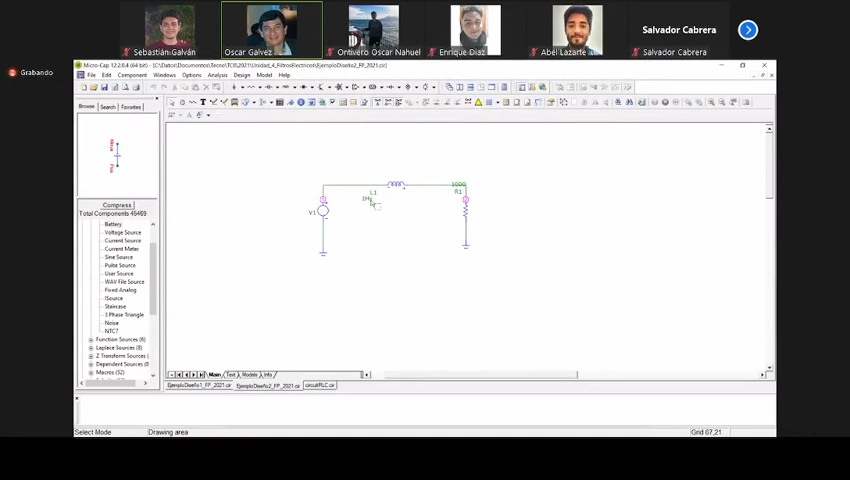 Sebastián Galván
Oscar Galvez
Ontivero Oscar Nahuel
Enrique Diaz
Abél Lazarte
Salvador Cabrera
Salvador Cabrera
Grabando
Micro-Cap 12.2.0.4 (C:\Datos\Documentos\Tecno\TCIII\2021\Unidad_4_FiltrosElectricos\EjemploDiseño2_FP_2021.cir)
File Edit Component Windows Options Analysis Design Model Help
Browse Search Favorites
Plus
Compress
Total Components 45469
Battery
Voltage Source
Current Source
Current Meter
Sine Source
Pulse Source
User Source
WAV File Source
Fixed Analog
ISource
Staircase
3 Phase Triangle
Noise
NTC7
Function Sources (6)
Laplace Sources (8)
Z Transform Sources (
Dependent Sources (8
Macros (52)
V1
L1
1H
1000
R1
Main Text Models Info
EjemploDiseño1_FP_2021.cir EjemploDiseño2_FP_2021.cir circuitRLC.cir
Select Mode Drawing area Grid 67,21